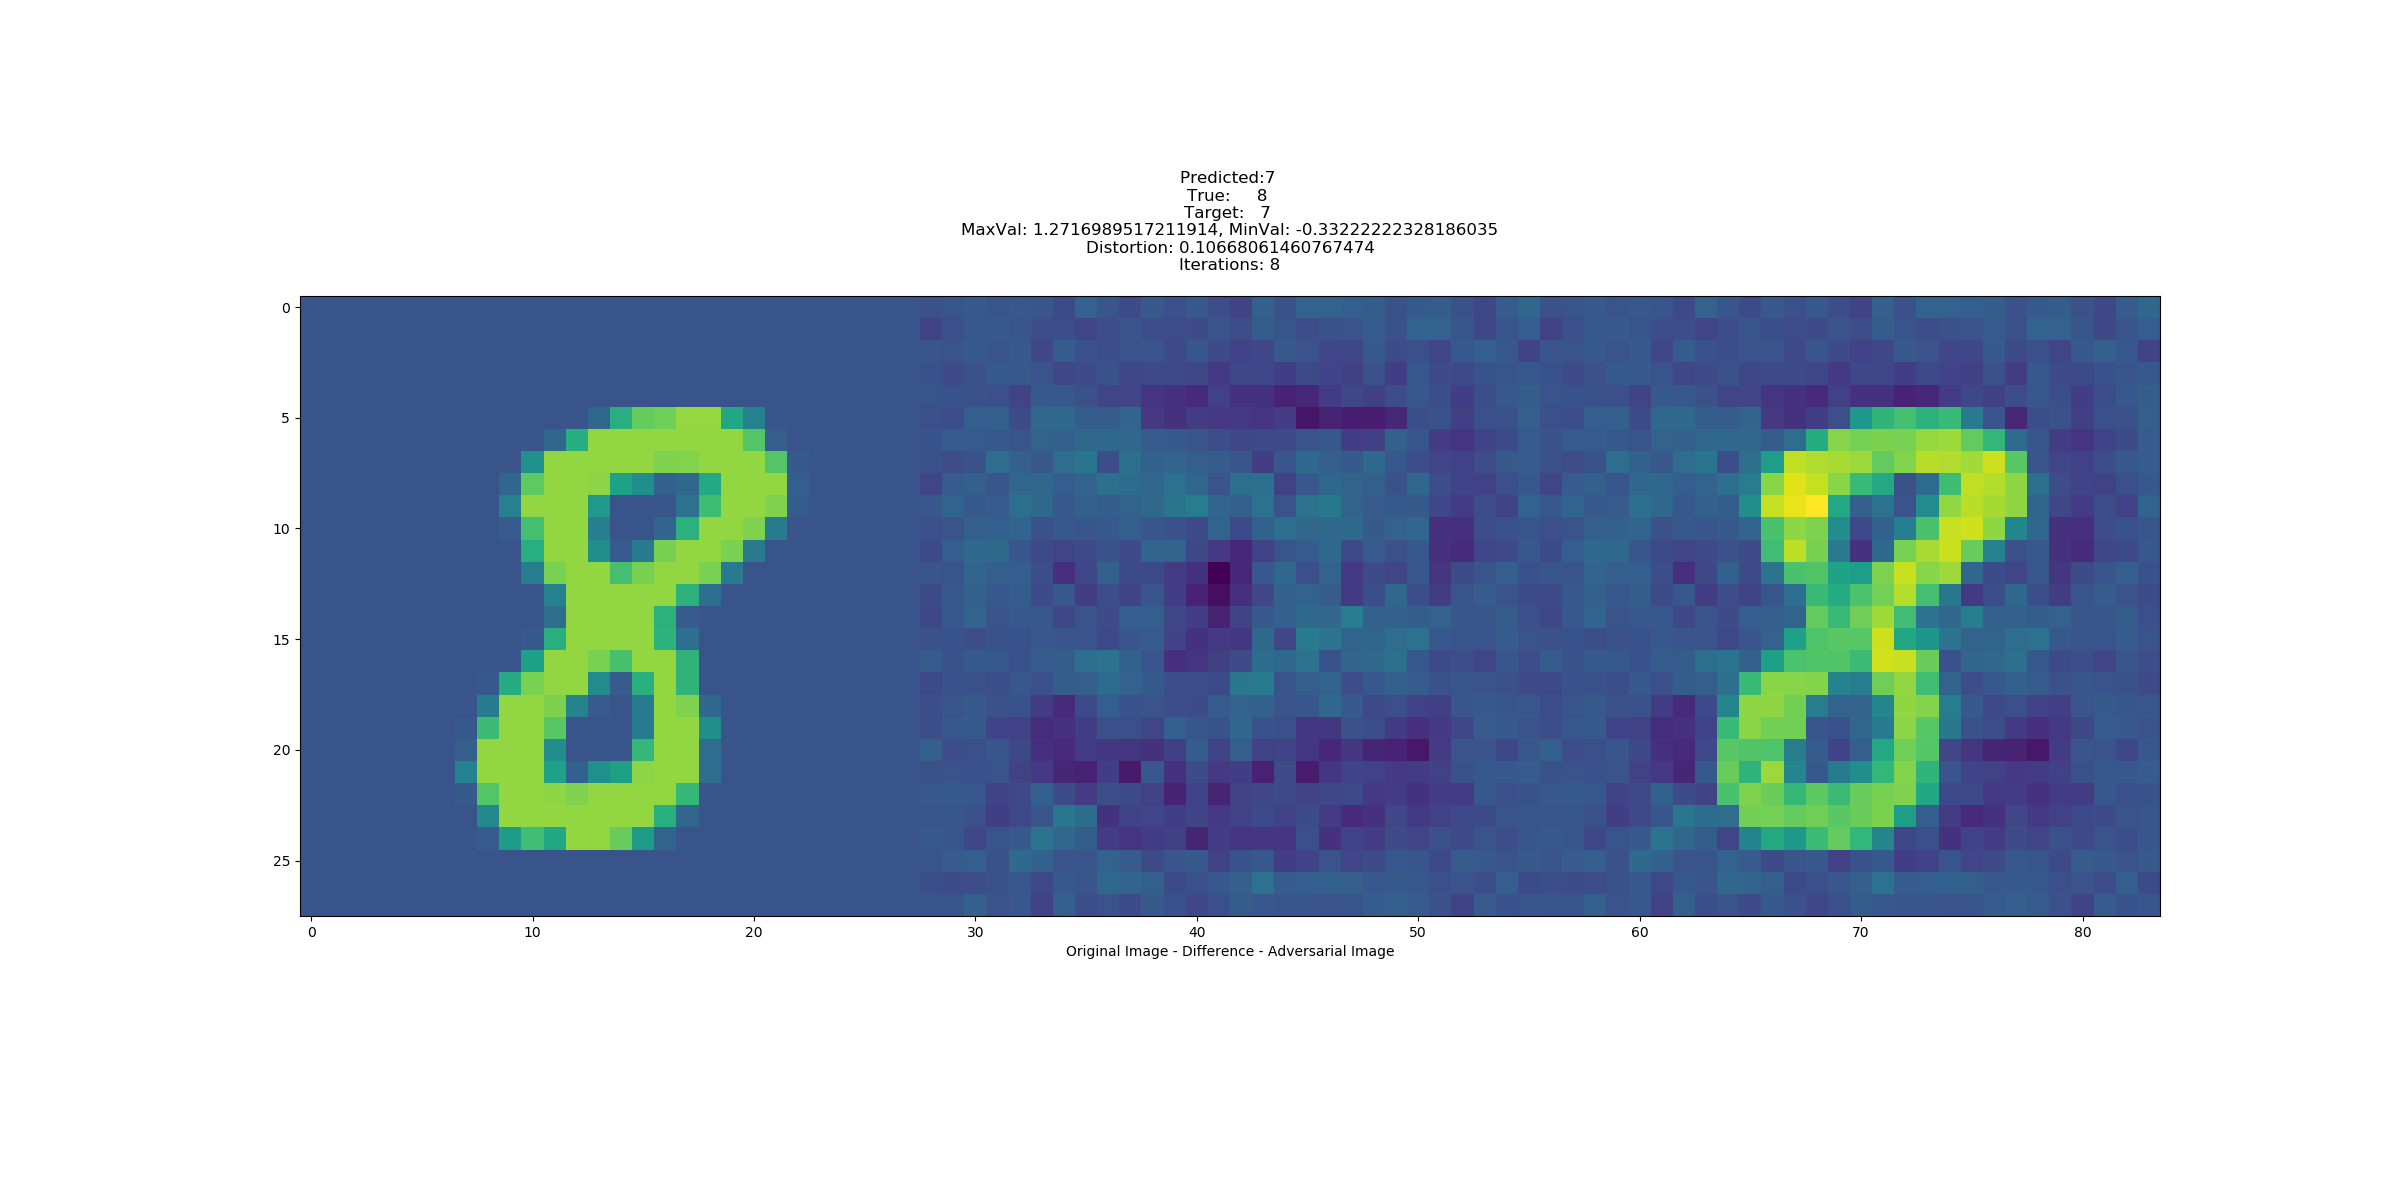 Predicted:7
True: 8
Target: 7
MaxVal: 1.2716989517211914, MinVal: -0.33222222328186035
Distortion: 0.10668061460767474
Iterations: 8
0
5
10
15
20
25
0 10 20 30 40 50 60 70 80
Original Image - Difference - Adversarial Image